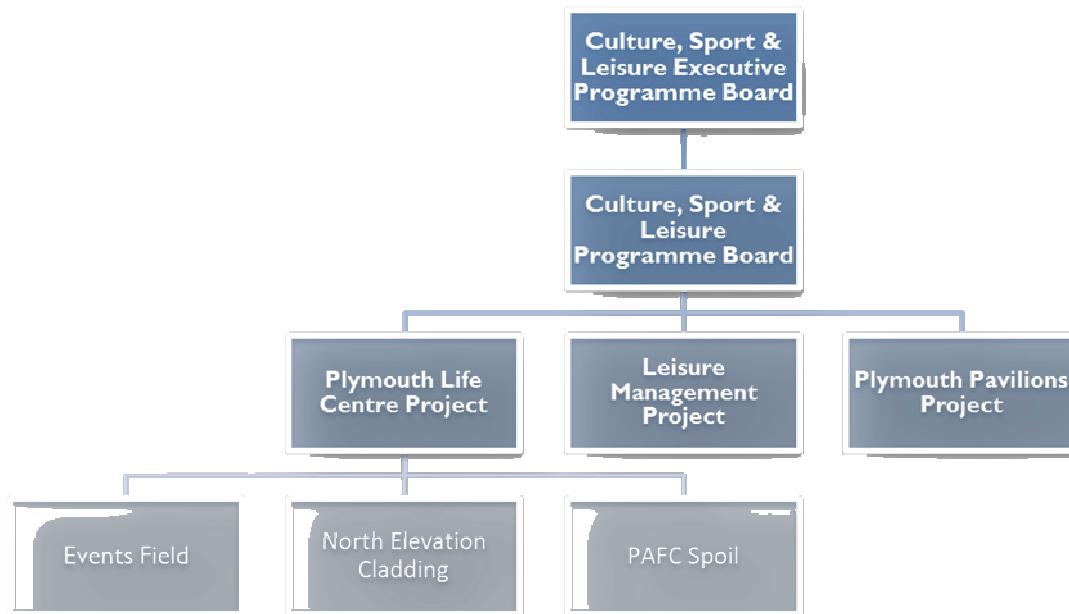 Culture, Sport &
Leisure Executive
Programme Board
Culture, Sport &
Leisure
Programme Board
Plymouth Life
Centre Project
Leisure
Management
Project
Plymouth Pavilions
Project
Events Field
North Elevation
Cladding
PAFC Spoil